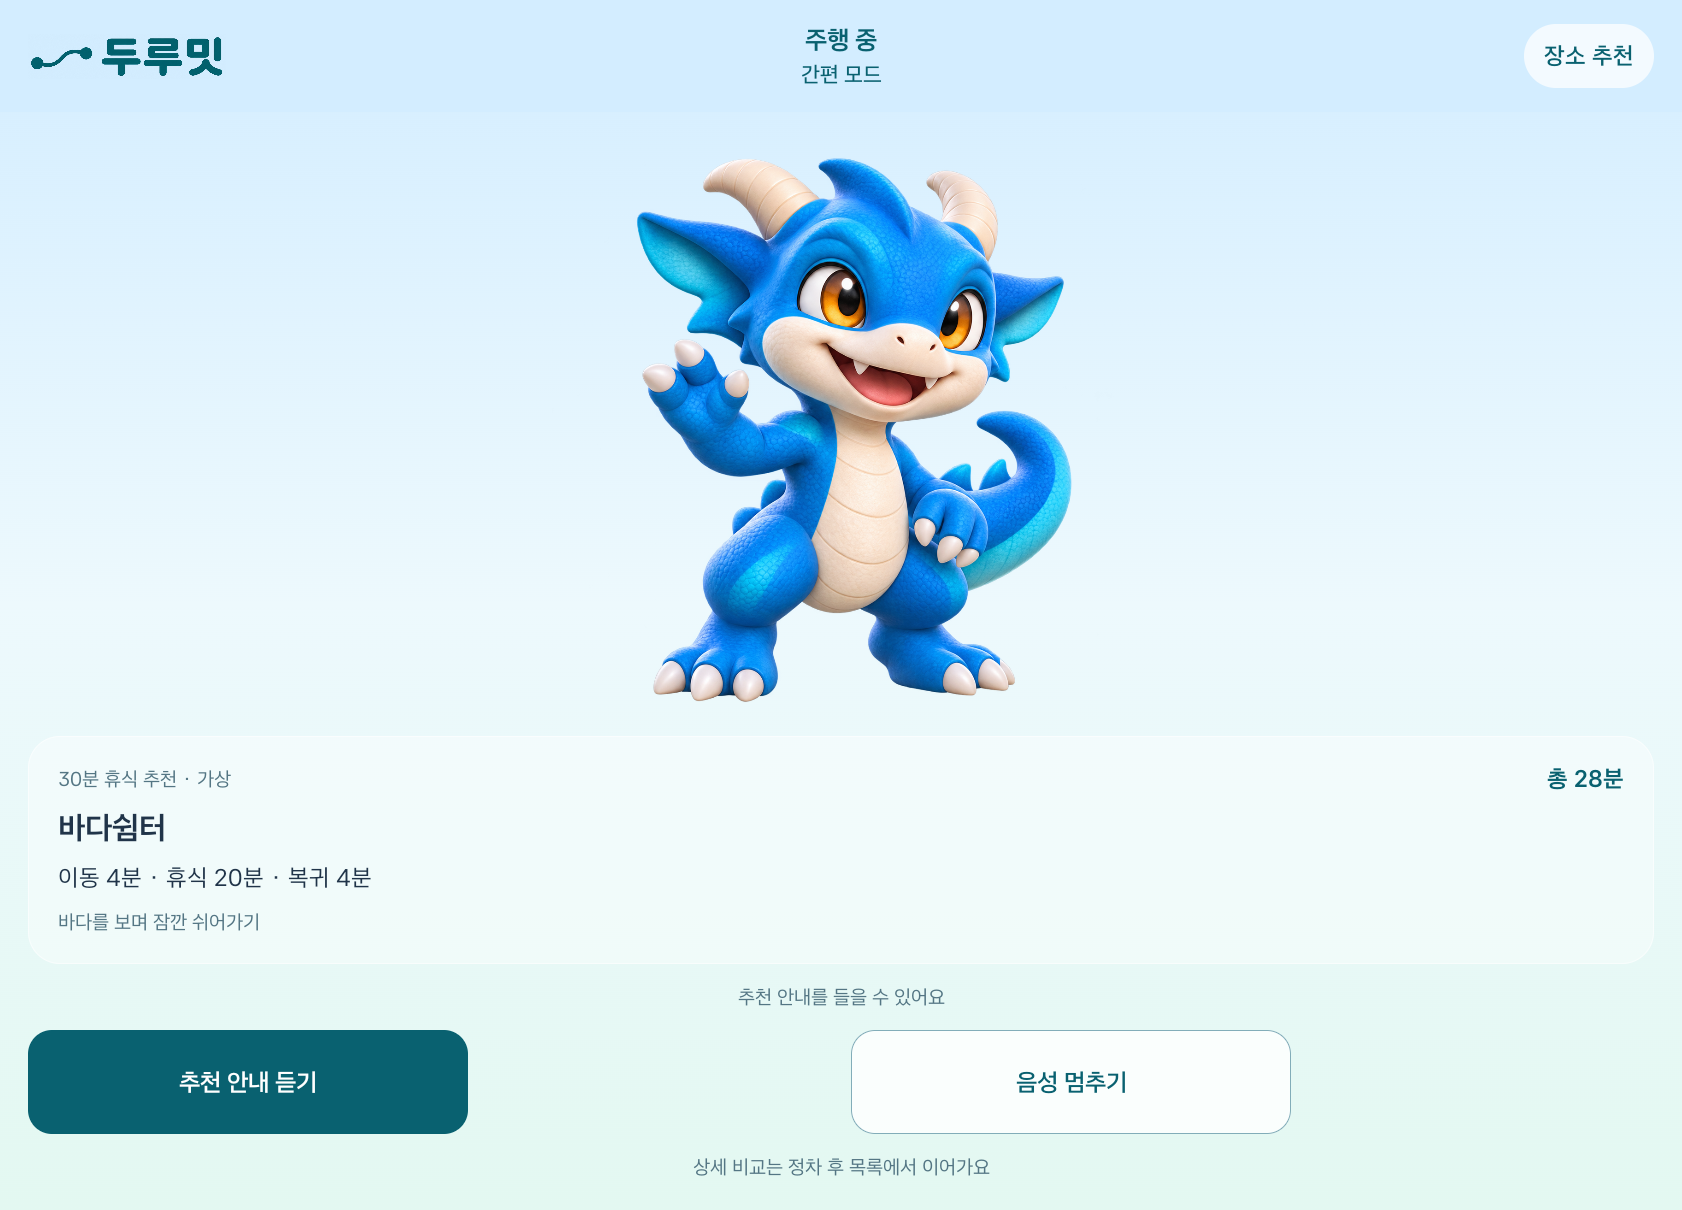 두루밋
주행 중
간편 모드
장소 추천
30분 휴식 추천 · 가상
총 28분
바다쉼터
이동 4분 · 휴식 20분 · 복귀 4분
바다를 보며 잠깐 쉬어가기
추천 안내를 들을 수 있어요
추천 안내 듣기
음성 멈추기
상세 비교는 정차 후 목록에서 이어가요